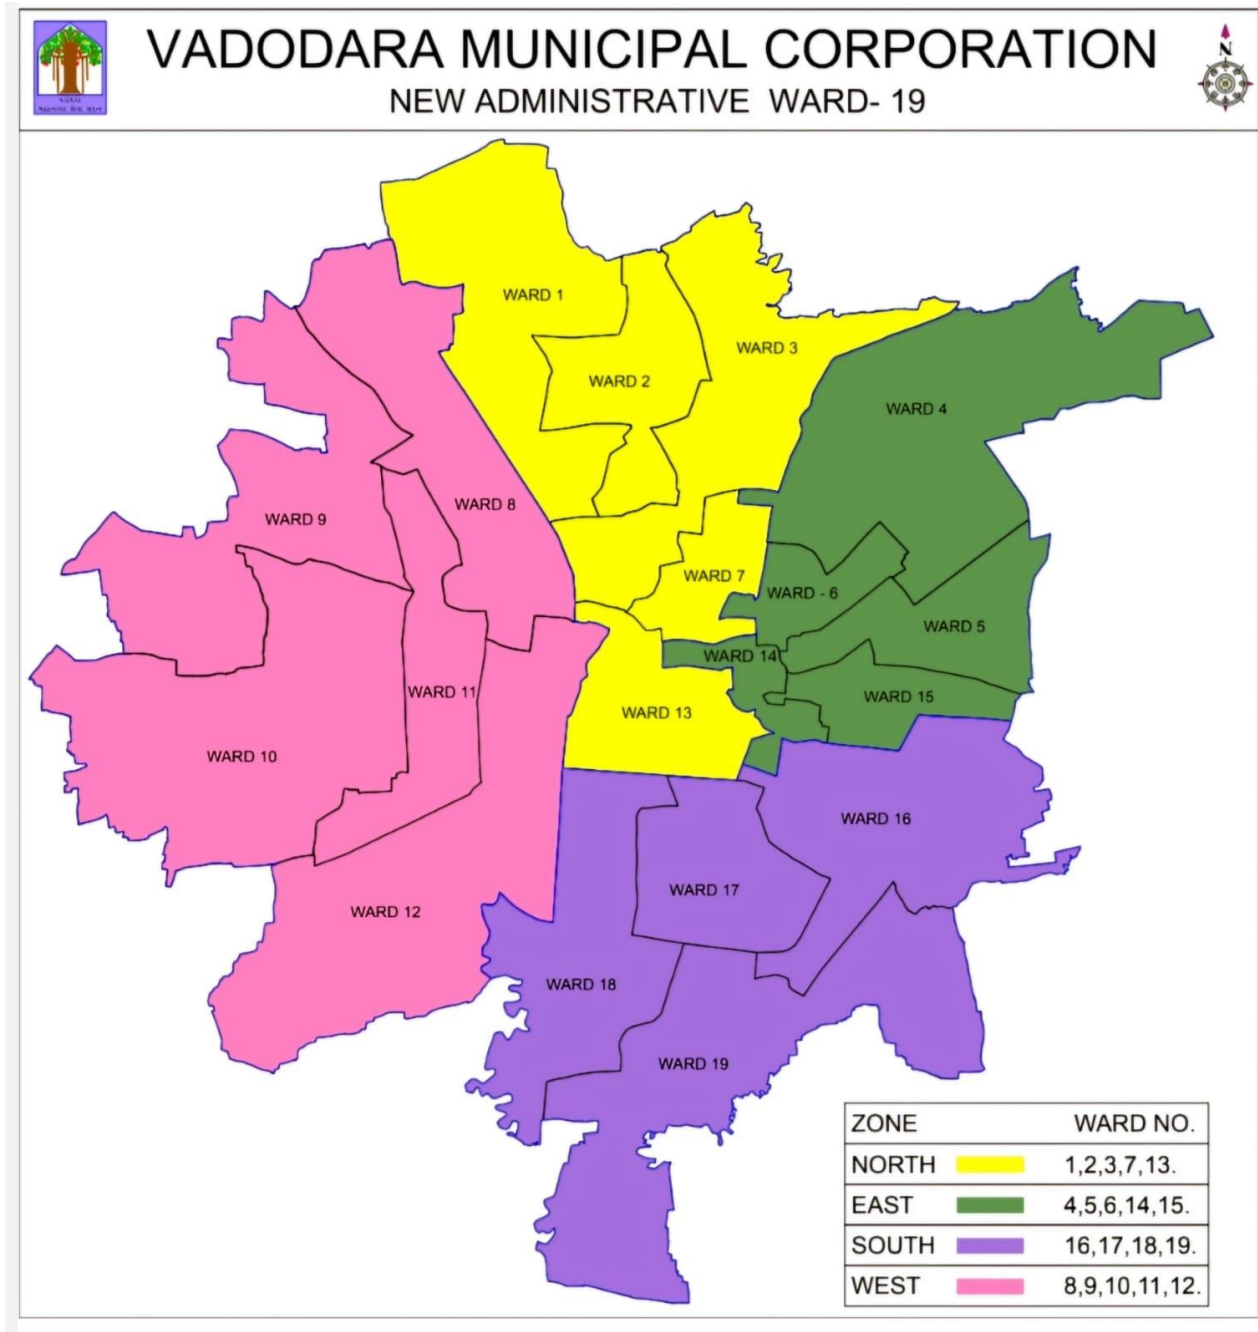 VADODARA MUNICIPAL CORPORATION
NEW ADMINISTRATIVE WARD- 19
N
WARD 1
WARD 2
WARD 3
WARD 4
WARD 8
WARD 9
WARD 7
WARD - 6
WARD 5
WARD 14
WARD 11
WARD 15
WARD 13
WARD 10
WARD 16
WARD 17
WARD 12
WARD 18
WARD 19
ZONE WARD NO.
NORTH 1,2,3,7,13.
EAST 4,5,6,14,15.
SOUTH 16,17,18,19.
WEST 8,9,10,11,12.